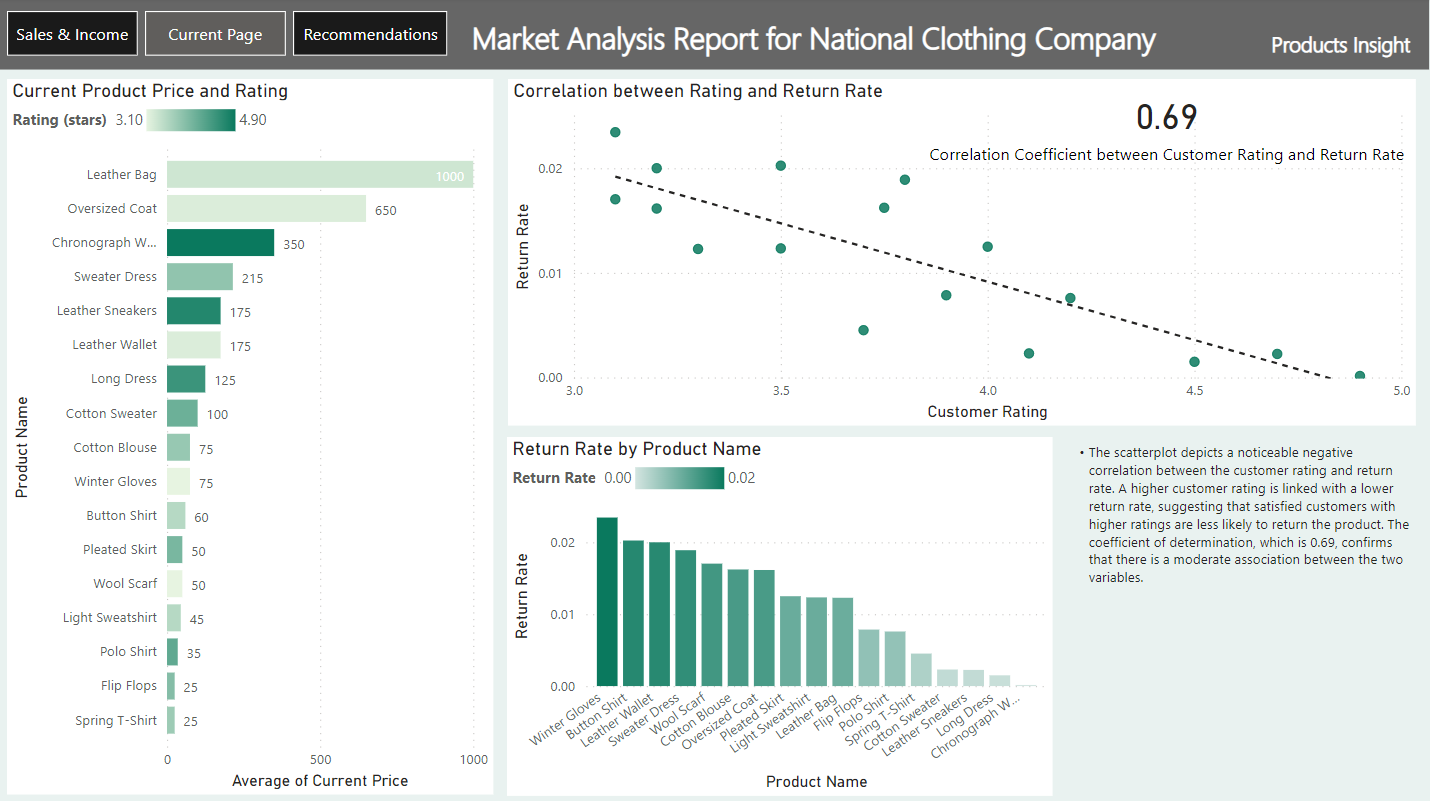 Sales & Income
Current Page
Recommendations
Market Analysis Report for National Clothing Company
Products Insight
Current Product Price and Rating
Rating (stars) 3.10 4.90
Product Name
Leather Bag 1000
Oversized Coat 650
Chronograph W... 350
Sweater Dress 215
Leather Sneakers 175
Leather Wallet 175
Long Dress 125
Cotton Sweater 100
Cotton Blouse 75
Winter Gloves 75
Button Shirt 60
Pleated Skirt 50
Wool Scarf 50
Light Sweatshirt 45
Polo Shirt 35
Flip Flops 25
Spring T-Shirt 25
0 500 1000
Average of Current Price
Correlation between Rating and Return Rate
0.69
Correlation Coefficient between Customer Rating and Return Rate
Return Rate
0.02
0.01
0.00
3.0 3.5 4.0 4.5 5.0
Customer Rating
Return Rate by Product Name
Return Rate 0.00 0.02
Return Rate
0.02
0.01
0.00
Winter Gloves
Button Shirt
Leather Wallet
Sweater Dress
Wool Scarf
Cotton Blouse
Oversized Coat
Pleated Skirt
Light Sweatshirt
Leather Bag
Flip Flops
Polo Shirt
Spring T-Shirt
Cotton Sweater
Leather Sneakers
Long Dress
Chronograph W...
Product Name
• The scatterplot depicts a noticeable negative
correlation between the customer rating and return
rate. A higher customer rating is linked with a lower
return rate, suggesting that satisfied customers with
higher ratings are less likely to return the product. The
coefficient of determination, which is 0.69, confirms
that there is a moderate association between the two
variables.